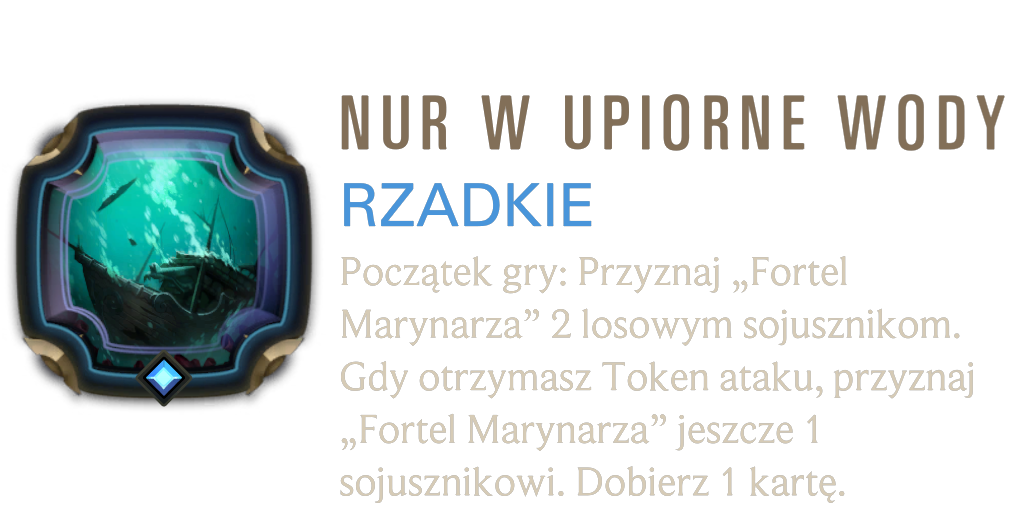 NUR W UPIORNE WODY
RZADKIE
Początek gry: Przyznaj „Fortel
Marynarza” 2 losowym sojusznikom.
Gdy otrzymasz Token ataku, przyznaj
„Fortel Marynarza” jeszcze 1
sojusznikowi. Dobierz 1 kartę.